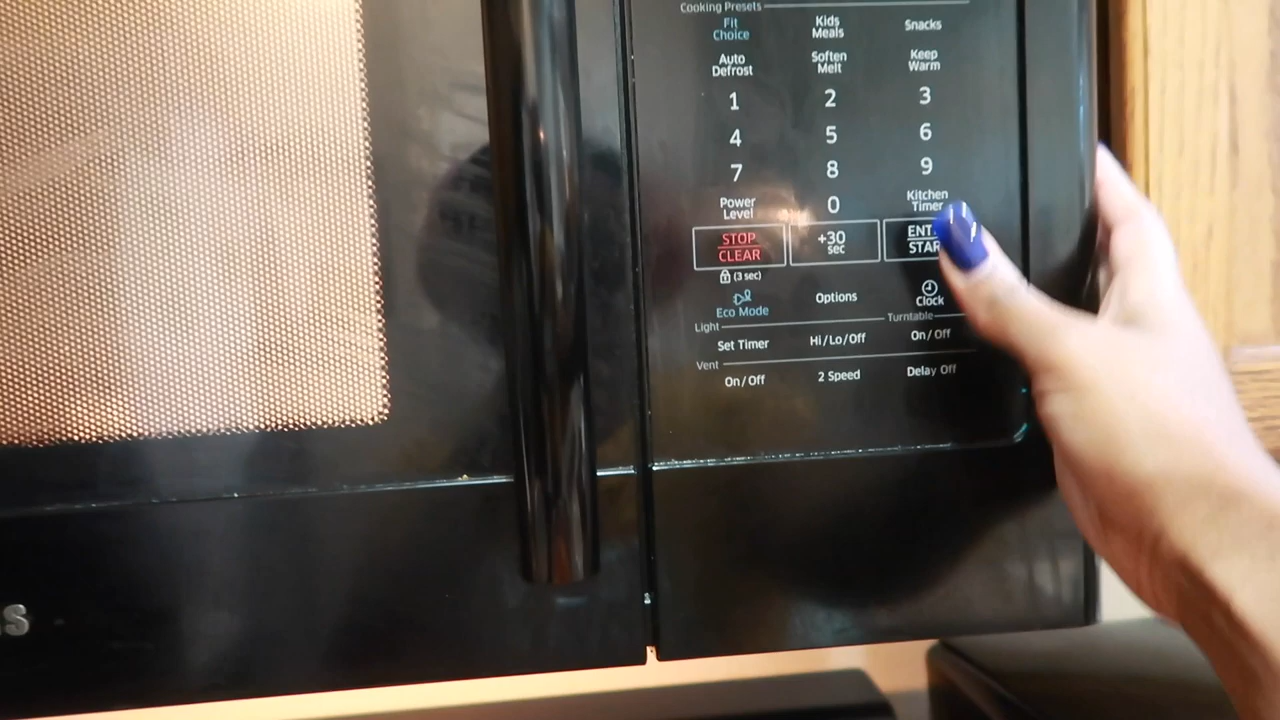 Cooking Presets
Fit Choice
Kids Meals
Snacks
Auto Defrost
Soften Melt
Keep Warm
1 2 3
4 5 6
7 8 9
Power Level
0
Kitchen Timer
STOP
CLEAR
+30
sec
ENT
STAR
(3 sec)
Eco Mode
Options
Clock
Light
Turntable
Set Timer
Hi/Lo/Off
On/Off
Vent
On/Off
2 Speed
Delay Off